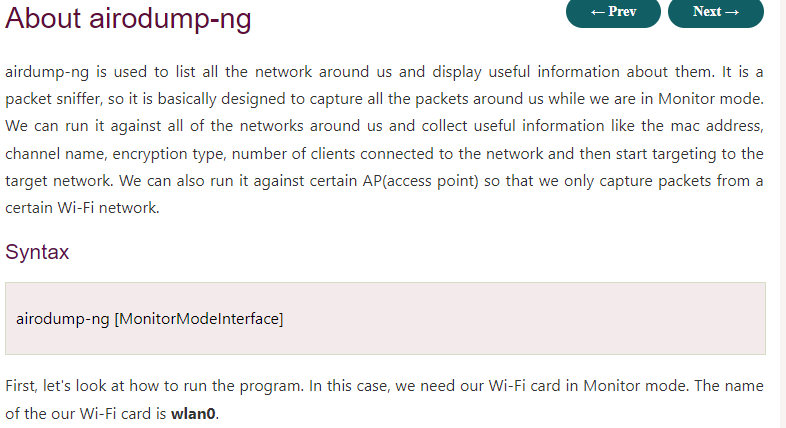 About airodump-ng
← Prev
Next →
airdump-ng is used to list all the network around us and display useful information about them. It is a
packet sniffer, so it is basically designed to capture all the packets around us while we are in Monitor mode.
We can run it against all of the networks around us and collect useful information like the mac address,
channel name, encryption type, number of clients connected to the network and then start targeting to the
target network. We can also run it against certain AP(access point) so that we only capture packets from a
certain Wi-Fi network.
Syntax
airodump-ng [MonitorModeInterface]
First, let's look at how to run the program. In this case, we need our Wi-Fi card in Monitor mode. The name
of the our Wi-Fi card is wlan0.